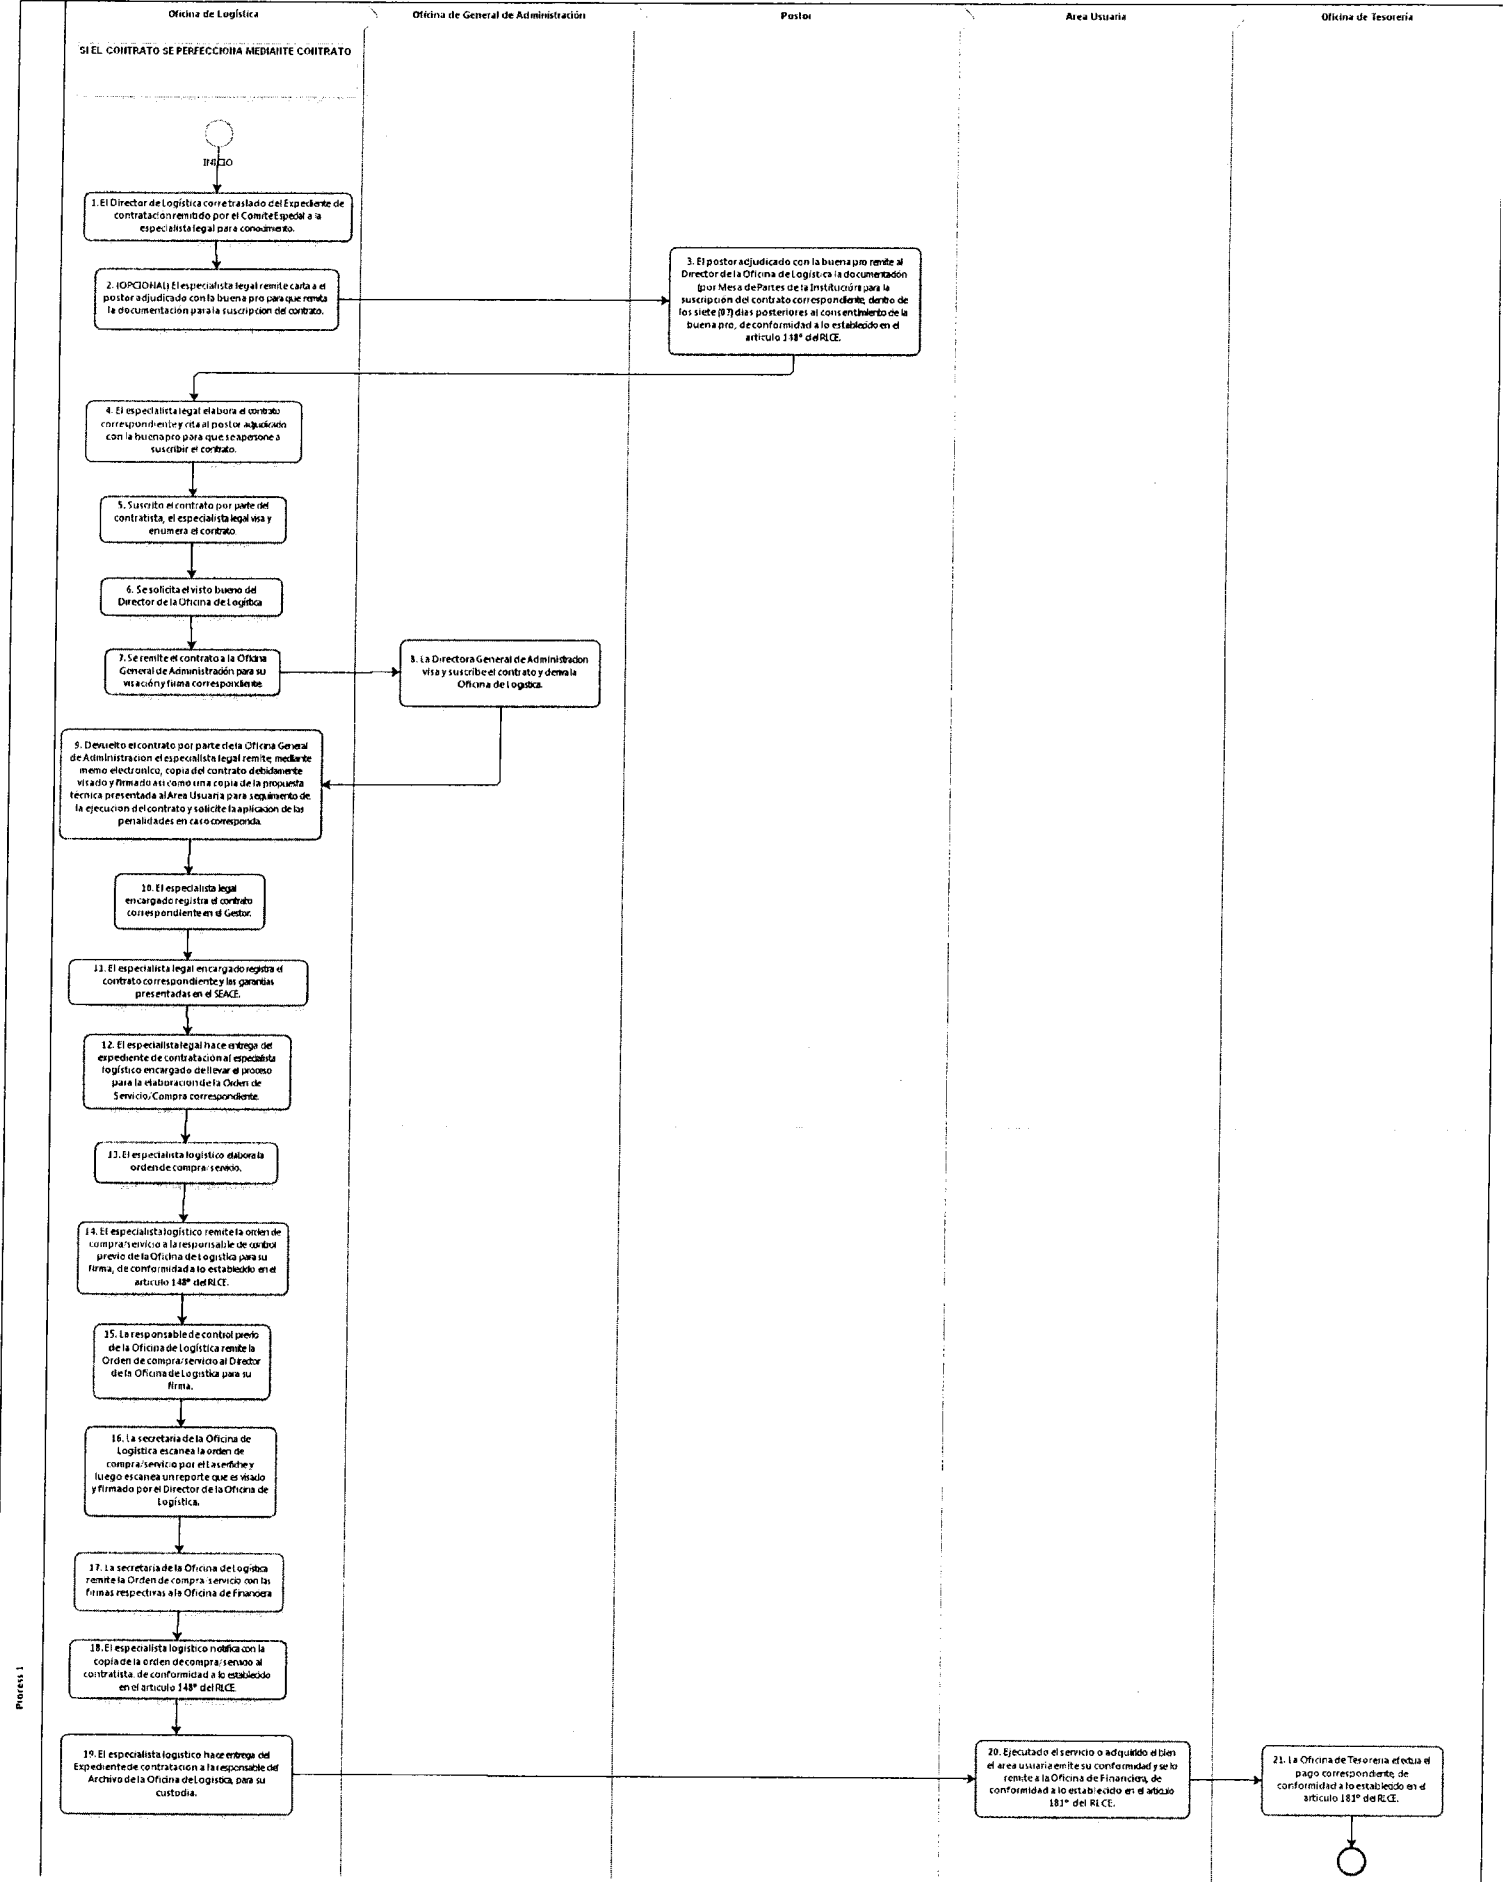 Oficina de Logística
Oficina de General de Administración
Postor
Area Usuaria
Oficina de Tesorería
SI EL CONTRATO SE PERFECCIONA MEDIANTE CONTRATO
INICIO
1. El Director de Logística corre traslado del Expediente de
contratacion remitido por el Comite Especial a la
especialista legal para conocimiento.
2. (OPCIONAL) El especialista legal remite carta a el
postor adjudicado con la buena pro para que remita
la documentación para la suscripcion del contrato.
3. El postor adjudicado con la buena pro remite al
Director de la Oficina de Logística la documentación
(por Mesa de Partes de la Institución) para la
suscripción del contrato correspondiente, dentro de
los siete (07) dias posteriores al consentimiento de la
buena pro, de conformidad a lo establecido en el
articulo 148° del RLCE.
4. El especialista legal elabora el contrato
correspondiente y cita al postor adjudicado
con la buena pro para que se apersone a
suscribir el contrato.
5. Suscrito el contrato por parte del
contratista, el especialista legal visa y
enumera el contrato
6. Se solicita el visto bueno del
Director de la Oficina de Logística
7. Se remite el contrato a la Oficina
General de Administración para su
visación y firma correspondiente
8. La Directora General de Administracion
visa y suscribe el contrato y deriva la
Oficina de Logistica.
9. Devuelto el contrato por parte de la Oficina General
de Administracion el especialista legal remite, mediante
memo electronico, copia del contrato debidamente
visado y firmado asi como una copia de la propuesta
técnica presentada al Area Usuaria para seguimento de
la ejecucion del contrato y solicite la aplicacion de las
penalidades en caso corresponda.
10. El especialista legal
encargado registra el contrato
correspondiente en el Gestor.
11. El especialista legal encargado registra el
contrato correspondiente y las garantias
presentadas en el SEACE.
12. El especialista legal hace entrega del
expediente de contratación al especialista
logístico encargado de llevar el proceso
para la elaboracion de la Orden de
Servicio/Compra correspondiente.
13. El especialista logístico elabora la
orden de compra/servicio.
14. El especialista logístico remite la orden de
compra/servicio a la responsable de control
previo de la Oficina de Logistica para su
firma, de conformidad a lo establecido en el
articulo 148° del RLCE.
15. La responsable de control previo
de la Oficina de Logística remite la
Orden de compra/servicio al Director
de la Oficina de Logistica para su
firma.
16. La secretaria de la Oficina de
Logística escanea la orden de
compra/servicio por el Laserfiche y
luego escanea un reporte que es visado
y firmado por el Director de la Oficina de
Logística.
17. La secretaria de la Oficina de Logistica
remite la Orden de compra/servicio con las
firmas respectivas a la Oficina de Financiera
18. El especialista logistico notifica con la
copia de la orden de compra/servicio al
contratista, de conformidad a lo establecido
en el articulo 148° del RLCE
19. El especialista logistico hace entrega del
Expediente de contratacion a la responsable del
Archivo de la Oficina de Logistica, para su
custodia.
20. Ejecutado el servicio o adquirido el bien
el area usuaria emite su conformidad y se lo
remite a la Oficina de Financiera, de
conformidad a lo establecido en el articulo
181° del RLCE.
21. La Oficina de Tesoreria efectua el
pago correspondiente, de
conformidad a lo establecido en el
articulo 181° del RLCE.
Process 1